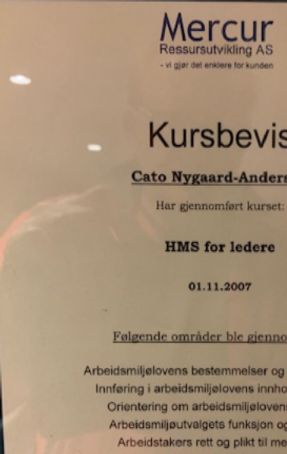 Mercur
Ressursutvikling AS
- vi gjør det enklere for kunden
Kursbevis
Cato Nygaard-Anders
Har gjennomført kurset:
HMS for ledere
01.11.2007
Følgende områder ble gjenno
Arbeidsmiljølovens bestemmelser og
Innføring i arbeidsmiljølovens innho
Orientering om arbeidsmiljøloven
Arbeidsmiljøutvalgets funksjon og
Arbeidstakers rett og plikt til me